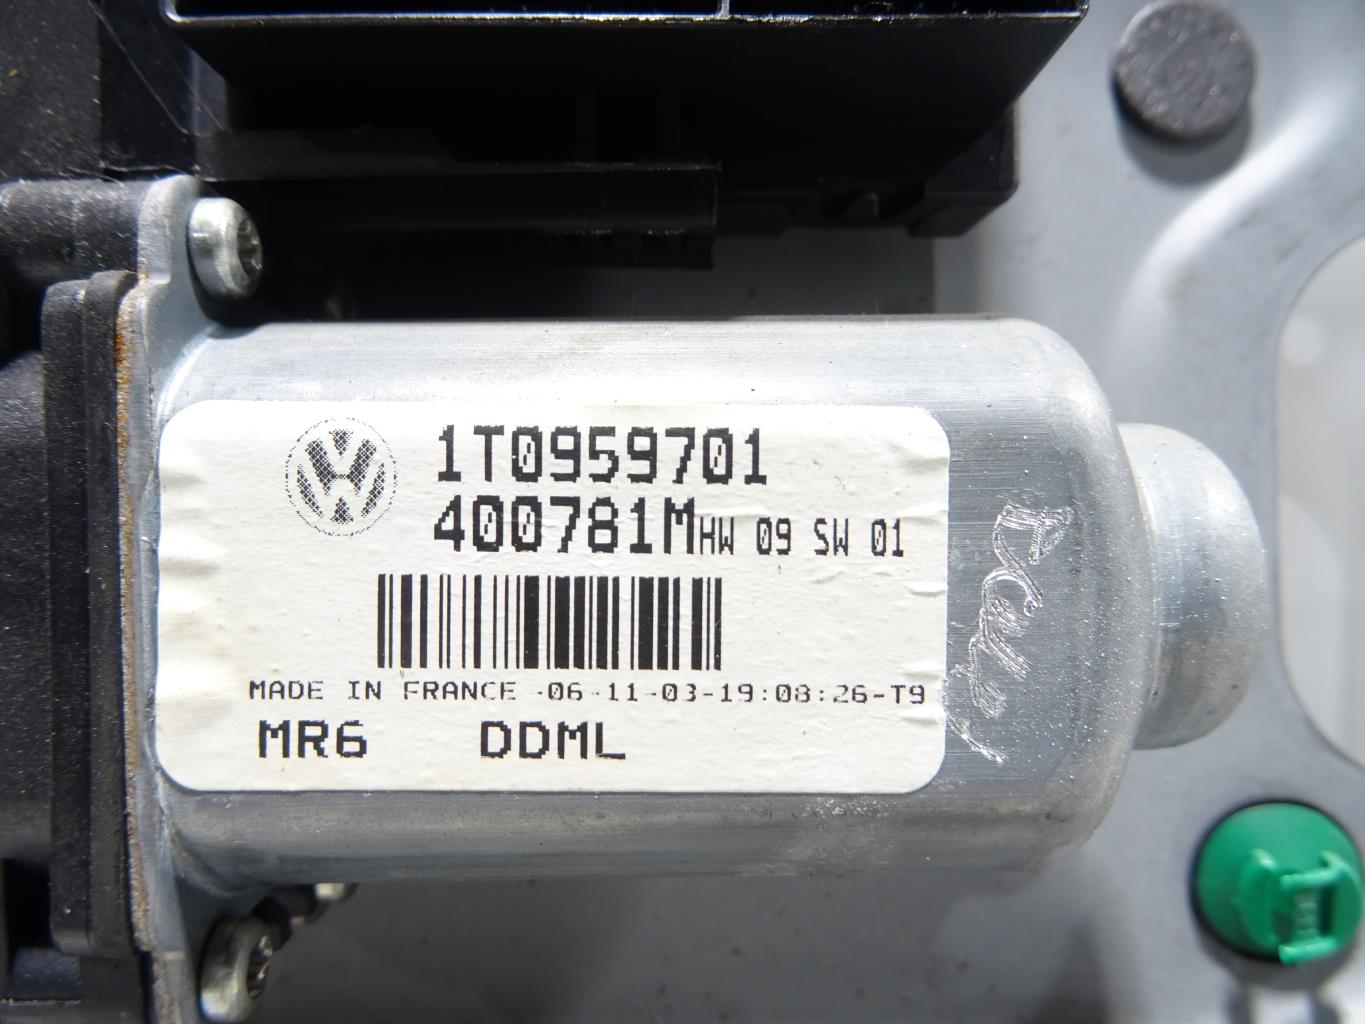 1T0959701
400781M HW 09 SW 01
MADE IN FRANCE -06-11-03-19:08:26-T9
MR6 DDML